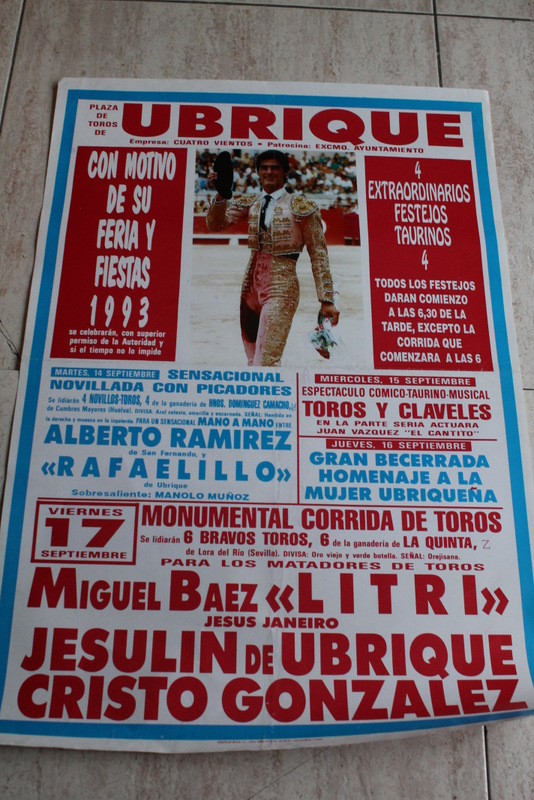 PLAZA
DE
TOROS
DE
UBRIQUE
Empresa: CUATRO VIENTOS • Patrocina: EXCMO. AYUNTAMIENTO
CON MOTIVO
DE SU
FERIA Y
FIESTAS
1993
se celebrarán, con superior
permiso de la Autoridad y
si el tiempo no lo impide
4
EXTRAORDINARIOS
FESTEJOS
TAURINOS
4
TODOS LOS FESTEJOS
DARAN COMIENZO
A LAS 6,30 DE LA
TARDE, EXCEPTO LA
CORRIDA QUE
COMENZARA A LAS 6
MARTES, 14 SEPTIEMBRE SENSACIONAL
NOVILLADA CON PICADORES
Se lidiarán 4 NOVILLOS-TOROS, 4 de la ganadería de HNOS. DOMINGUEZ CAMACHO,
de Cumbres Mayores (Huelva). DIVISA: Azul celeste, amarilla y encarnada. SEÑAL: Hendida en
la derecha y muesca en la izquierda. PARA UN SENSACIONAL MANO A MANO ENTRE
ALBERTO RAMIREZ
de San Fernando, y
«RAFAELILLO»
de Ubrique
Sobresaliente: MANOLO MUÑOZ
MIERCOLES, 15 SEPTIEMBRE
ESPECTACULO COMICO-TAURINO-MUSICAL
TOROS Y CLAVELES
EN LA PARTE SERIA ACTUARA
JUAN VAZQUEZ "EL CANTITO"
JUEVES, 16 SEPTIEMBRE
GRAN BECERRADA
HOMENAJE A LA
MUJER UBRIQUEÑA
VIERNES
17
SEPTIEMBRE
MONUMENTAL CORRIDA DE TOROS
Se lidiarán 6 BRAVOS TOROS, 6 de la ganadería de LA QUINTA, Z
de Lora del Río (Sevilla). DIVISA: Oro viejo y verde botella. SEÑAL: Orejisana.
PARA LOS MATADORES DE TOROS
MIGUEL BAEZ «LITRI»
JESUS JANEIRO
JESULIN DE UBRIQUE
CRISTO GONZALEZ